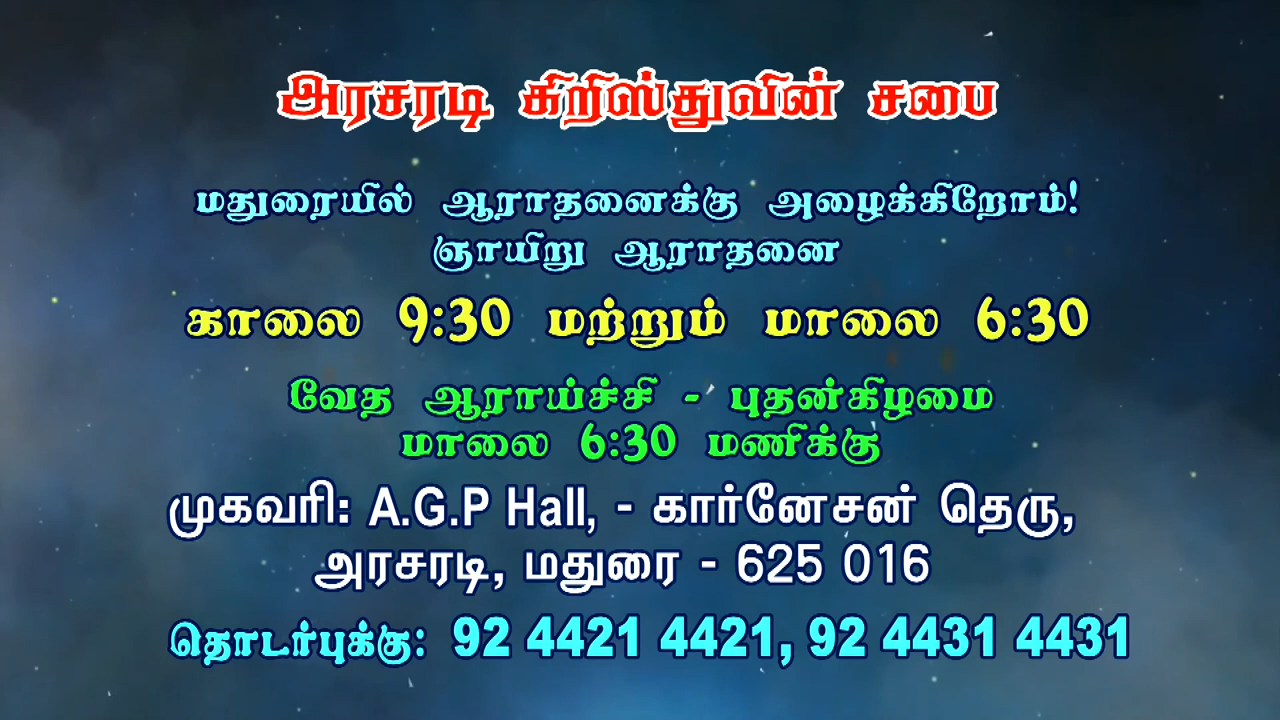 அரசரடி கிறிஸ்துவின் சபை
மதுரையில் ஆராதனைக்கு அழைக்கிறோம்!
ஞாயிறு ஆராதனை
காலை 9:30 மற்றும் மாலை 6:30
வேத ஆராய்ச்சி - புதன்கிழமை
மாலை 6:30 மணிக்கு
முகவரி: A.G.P Hall, - கார்னேசன் தெரு,
அரசரடி, மதுரை - 625 016
தொடர்புக்கு: 92 4421 4421, 92 4431 4431